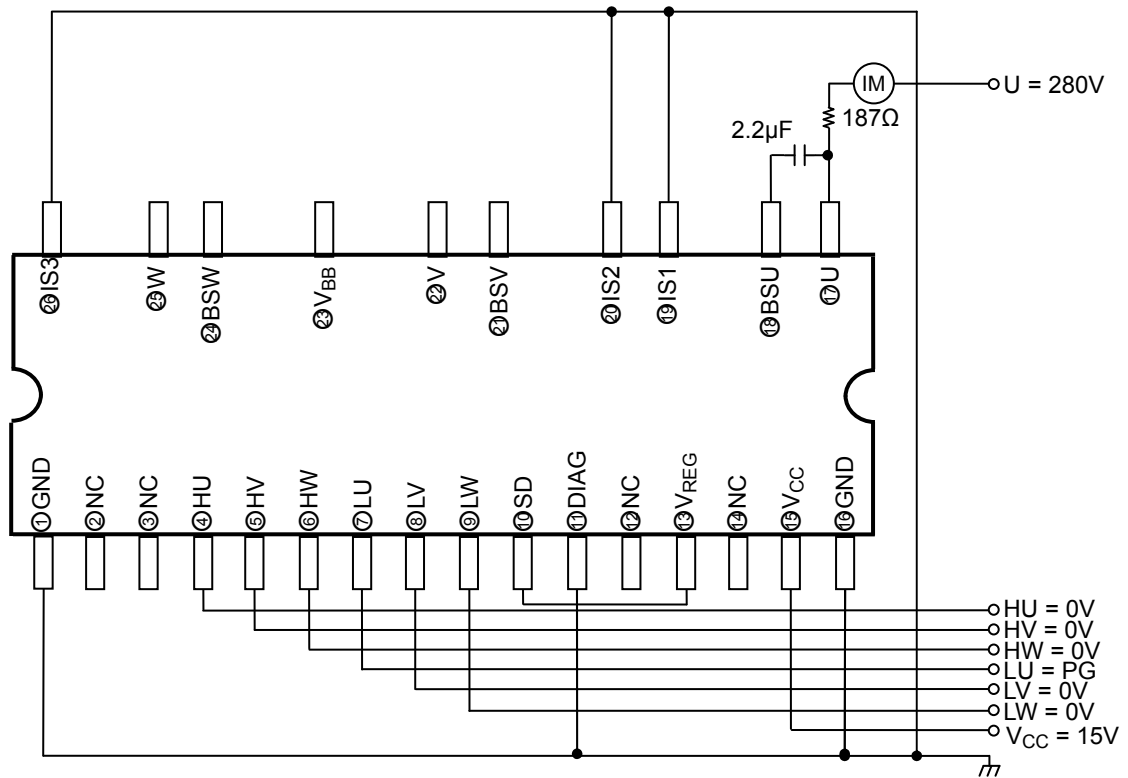 IM
U = 280V
187Ω
2.2μF
㉖IS3
㉕W
㉔BSW
㉓VBB
㉒V
㉑BSV
⑳IS2
⑲IS1
⑱BSU
⑰U
①GND
②NC
③NC
④HU
⑤HV
⑥HW
⑦LU
⑧LV
⑨LW
⑩SD
⑪DIAG
⑫NC
⑬VREG
⑭NC
⑮VCC
⑯GND
HU = 0V
HV = 0V
HW = 0V
LU = PG
LV = 0V
LW = 0V
VCC = 15V